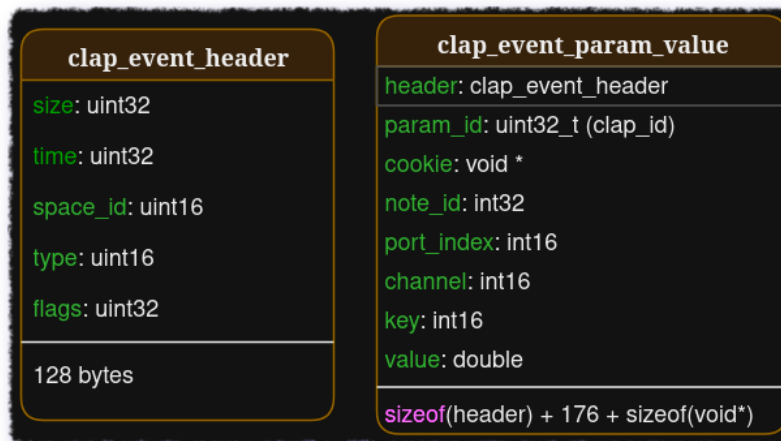 clap_event_header
size: uint32
time: uint32
space_id: uint16
type: uint16
flags: uint32
128 bytes
clap_event_param_value
header: clap_event_header
param_id: uint32_t (clap_id)
cookie: void *
note_id: int32
port_index: int16
channel: int16
key: int16
value: double
sizeof(header) + 176 + sizeof(void*)